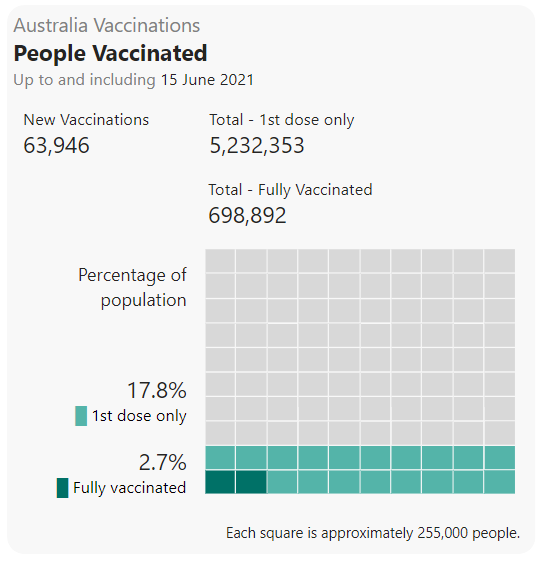 Australia Vaccinations
People Vaccinated
Up to and including 15 June 2021
New Vaccinations
63,946
Total - 1st dose only
5,232,353
Total - Fully Vaccinated
698,892
Percentage of
population
17.8%
1st dose only
2.7%
Fully vaccinated
Each square is approximately 255,000 people.